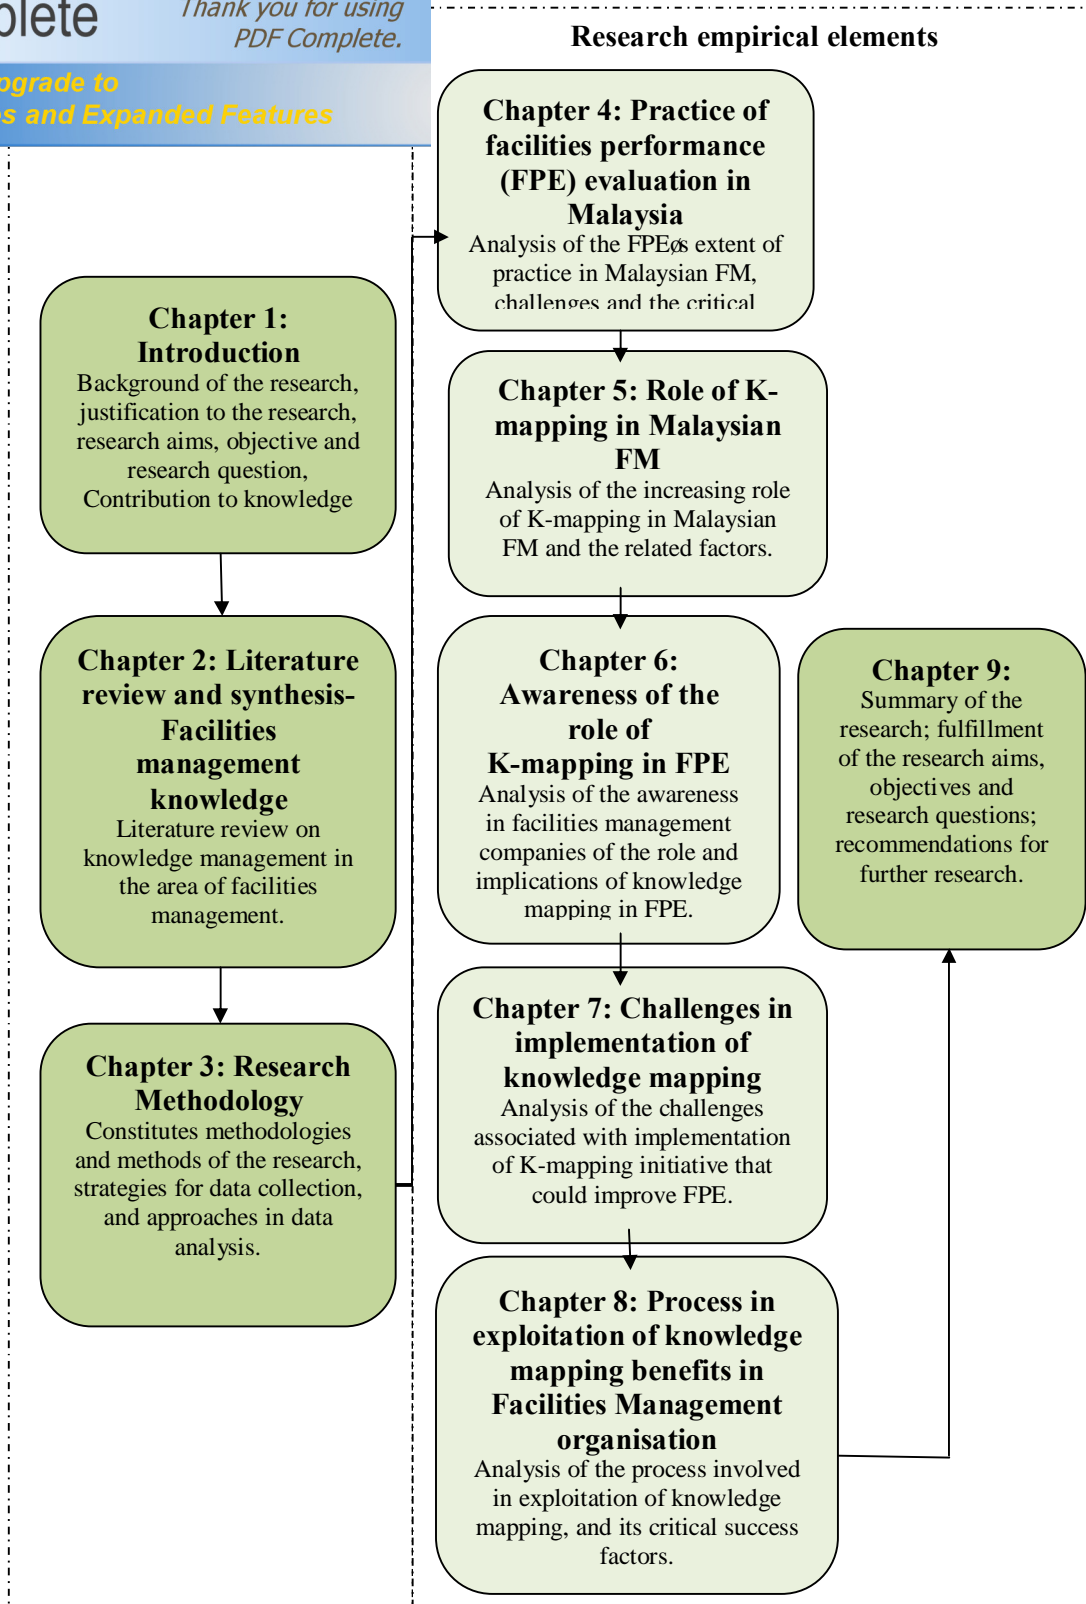 plete
Thank you for using
PDF Complete.
pgrade to
es and Expanded Features
Research empirical elements
Chapter 1:
Introduction
Background of the research,
justification to the research,
research aims, objective and
research question,
Contribution to knowledge
Chapter 2: Literature
review and synthesis-
Facilities
management
knowledge
Literature review on
knowledge management in
the area of facilities
management.
Chapter 3: Research
Methodology
Constitutes methodologies
and methods of the research,
strategies for data collection,
and approaches in data
analysis.
Chapter 4: Practice of
facilities performance
(FPE) evaluation in
Malaysia
Analysis of the FPEøs extent of
practice in Malaysian FM,
challenges and the critical
Chapter 5: Role of K-
mapping in Malaysian
FM
Analysis of the increasing role
of K-mapping in Malaysian
FM and the related factors.
Chapter 6:
Awareness of the
role of
K-mapping in FPE
Analysis of the awareness
in facilities management
companies of the role and
implications of knowledge
mapping in FPE.
Chapter 7: Challenges in
implementation of
knowledge mapping
Analysis of the challenges
associated with implementation
of K-mapping initiative that
could improve FPE.
Chapter 8: Process in
exploitation of knowledge
mapping benefits in
Facilities Management
organisation
Analysis of the process involved
in exploitation of knowledge
mapping, and its critical success
factors.
Chapter 9:
Summary of the
research; fulfillment
of the research aims,
objectives and
research questions;
recommendations for
further research.